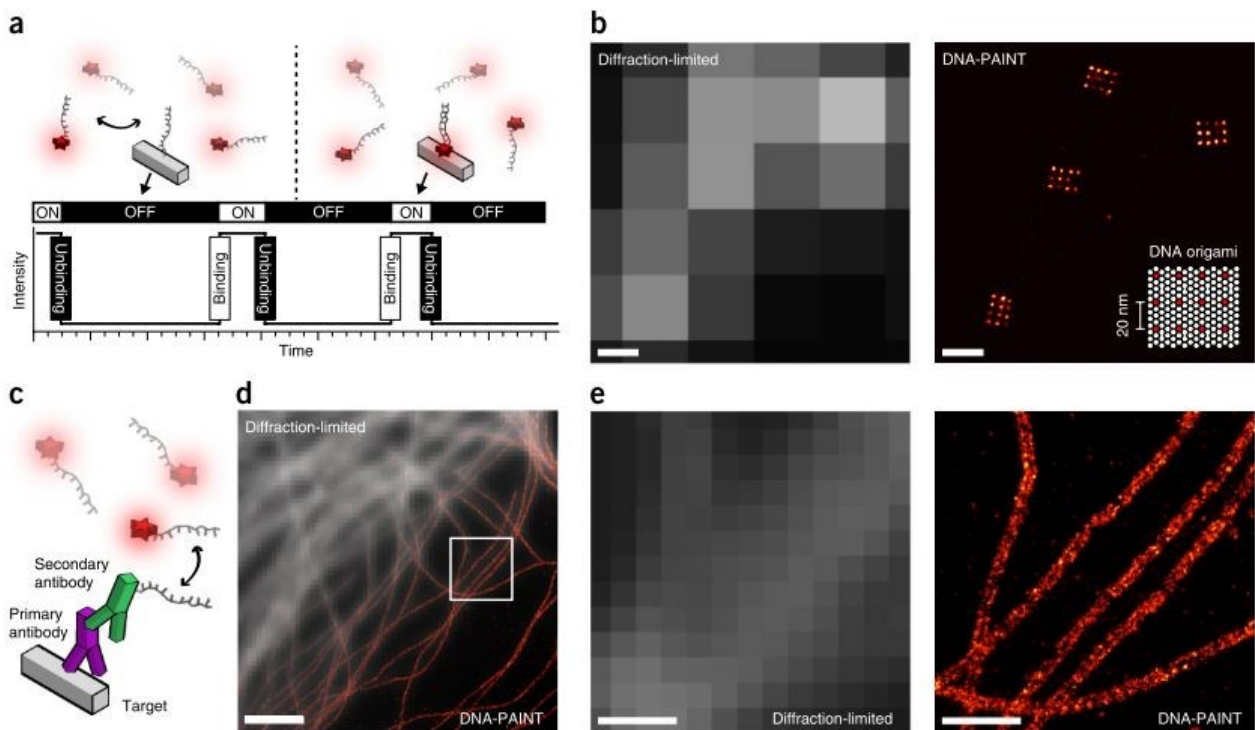 a
ON
OFF
ON
OFF
ON
OFF
Intensity
Unbinding
Binding
Unbinding
Binding
Unbinding
Time
b
Diffraction-limited
DNA-PAINT
DNA origami
20 nm
c
Secondary
antibody
Primary
antibody
Target
d
Diffraction-limited
DNA-PAINT
e
Diffraction-limited
DNA-PAINT